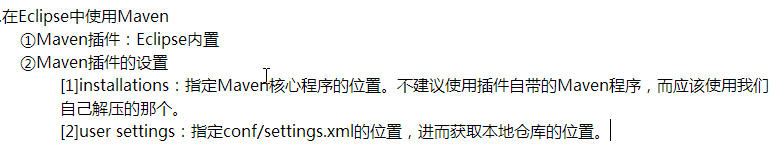 .在Eclipse中使用Maven
①Maven插件：Eclipse内置
②Maven插件的设置
[1]installations：指定Maven核心程序的位置。不建议使用插件自带的Maven程序，而应该使用我们
自己解压的那个。
[2]user settings：指定conf/settings.xml的位置，进而获取本地仓库的位置。